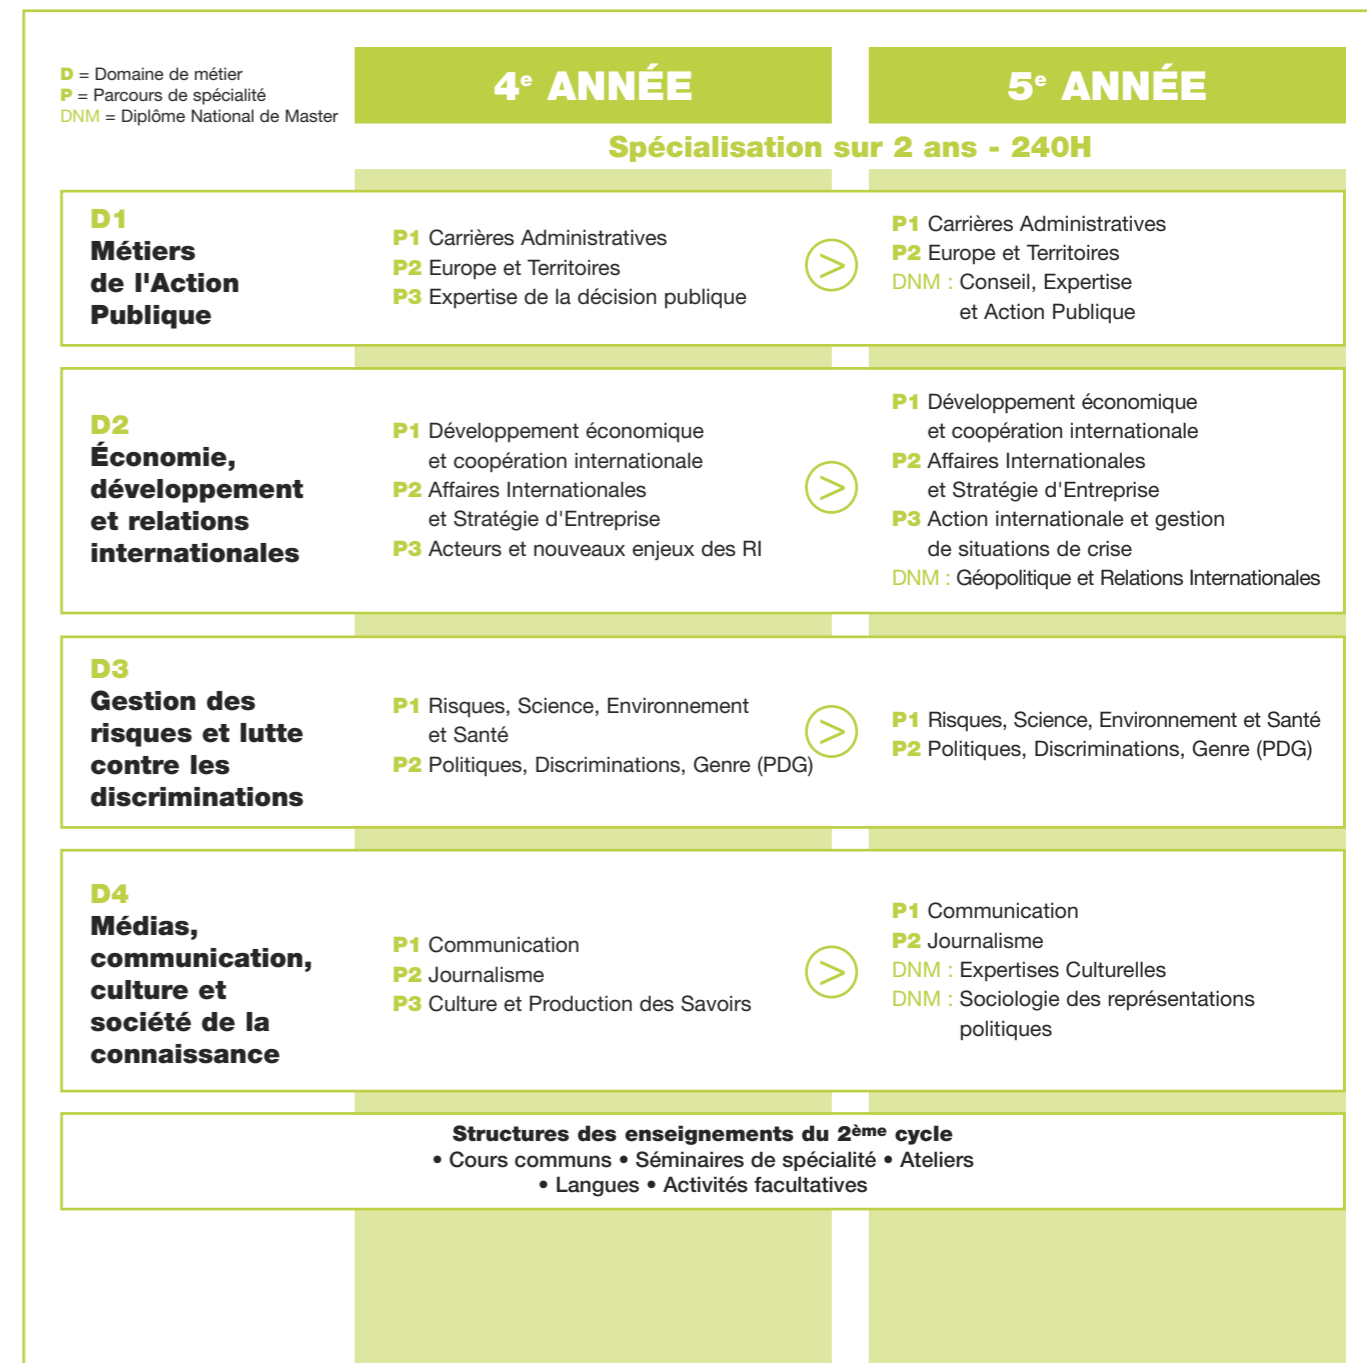 D = Domaine de métier
P = Parcours de spécialité
DNM = Diplôme National de Master
4e ANNÉE
5e ANNÉE
Spécialisation sur 2 ans - 240H
D1
Métiers
de l'Action
Publique
P1 Carrières Administratives
P2 Europe et Territoires
P3 Expertise de la décision publique
>
P1 Carrières Administratives
P2 Europe et Territoires
DNM : Conseil, Expertise
et Action Publique
D2
Économie,
développement
et relations
internationales
P1 Développement économique
et coopération internationale
P2 Affaires Internationales
et Stratégie d'Entreprise
P3 Acteurs et nouveaux enjeux des RI
>
P1 Développement économique
et coopération internationale
P2 Affaires Internationales
et Stratégie d'Entreprise
P3 Action internationale et gestion
de situations de crise
DNM : Géopolitique et Relations Internationales
D3
Gestion des
risques et lutte
contre les
discriminations
P1 Risques, Science, Environnement
et Santé
P2 Politiques, Discriminations, Genre (PDG)
>
P1 Risques, Science, Environnement et Santé
P2 Politiques, Discriminations, Genre (PDG)
D4
Médias,
communication,
culture et
société de la
connaissance
P1 Communication
P2 Journalisme
P3 Culture et Production des Savoirs
>
P1 Communication
P2 Journalisme
DNM : Expertises Culturelles
DNM : Sociologie des représentations
politiques
Structures des enseignements du 2ème cycle
• Cours communs • Séminaires de spécialité • Ateliers
• Langues • Activités facultatives